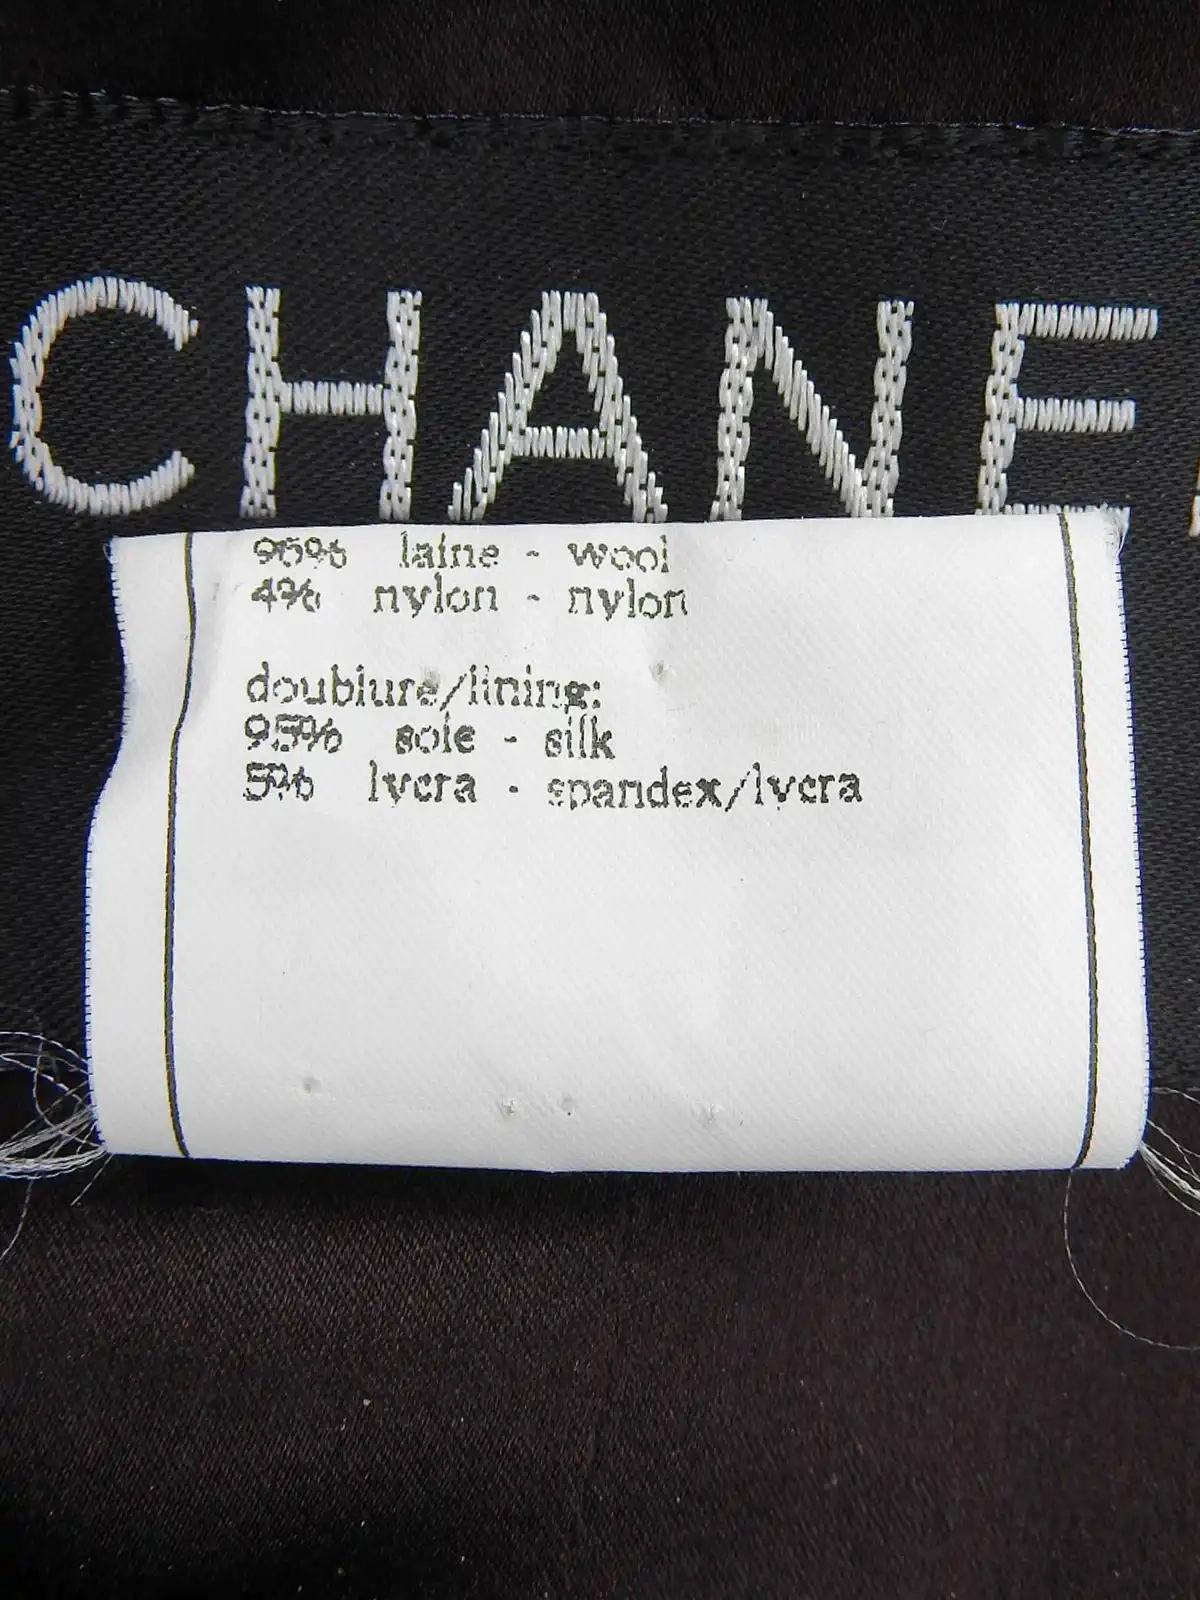 CHANE
96% laine - wool
4% nylon - nylon
doublure/lining:
95% soie - silk
5% lycra - spandex/lycra